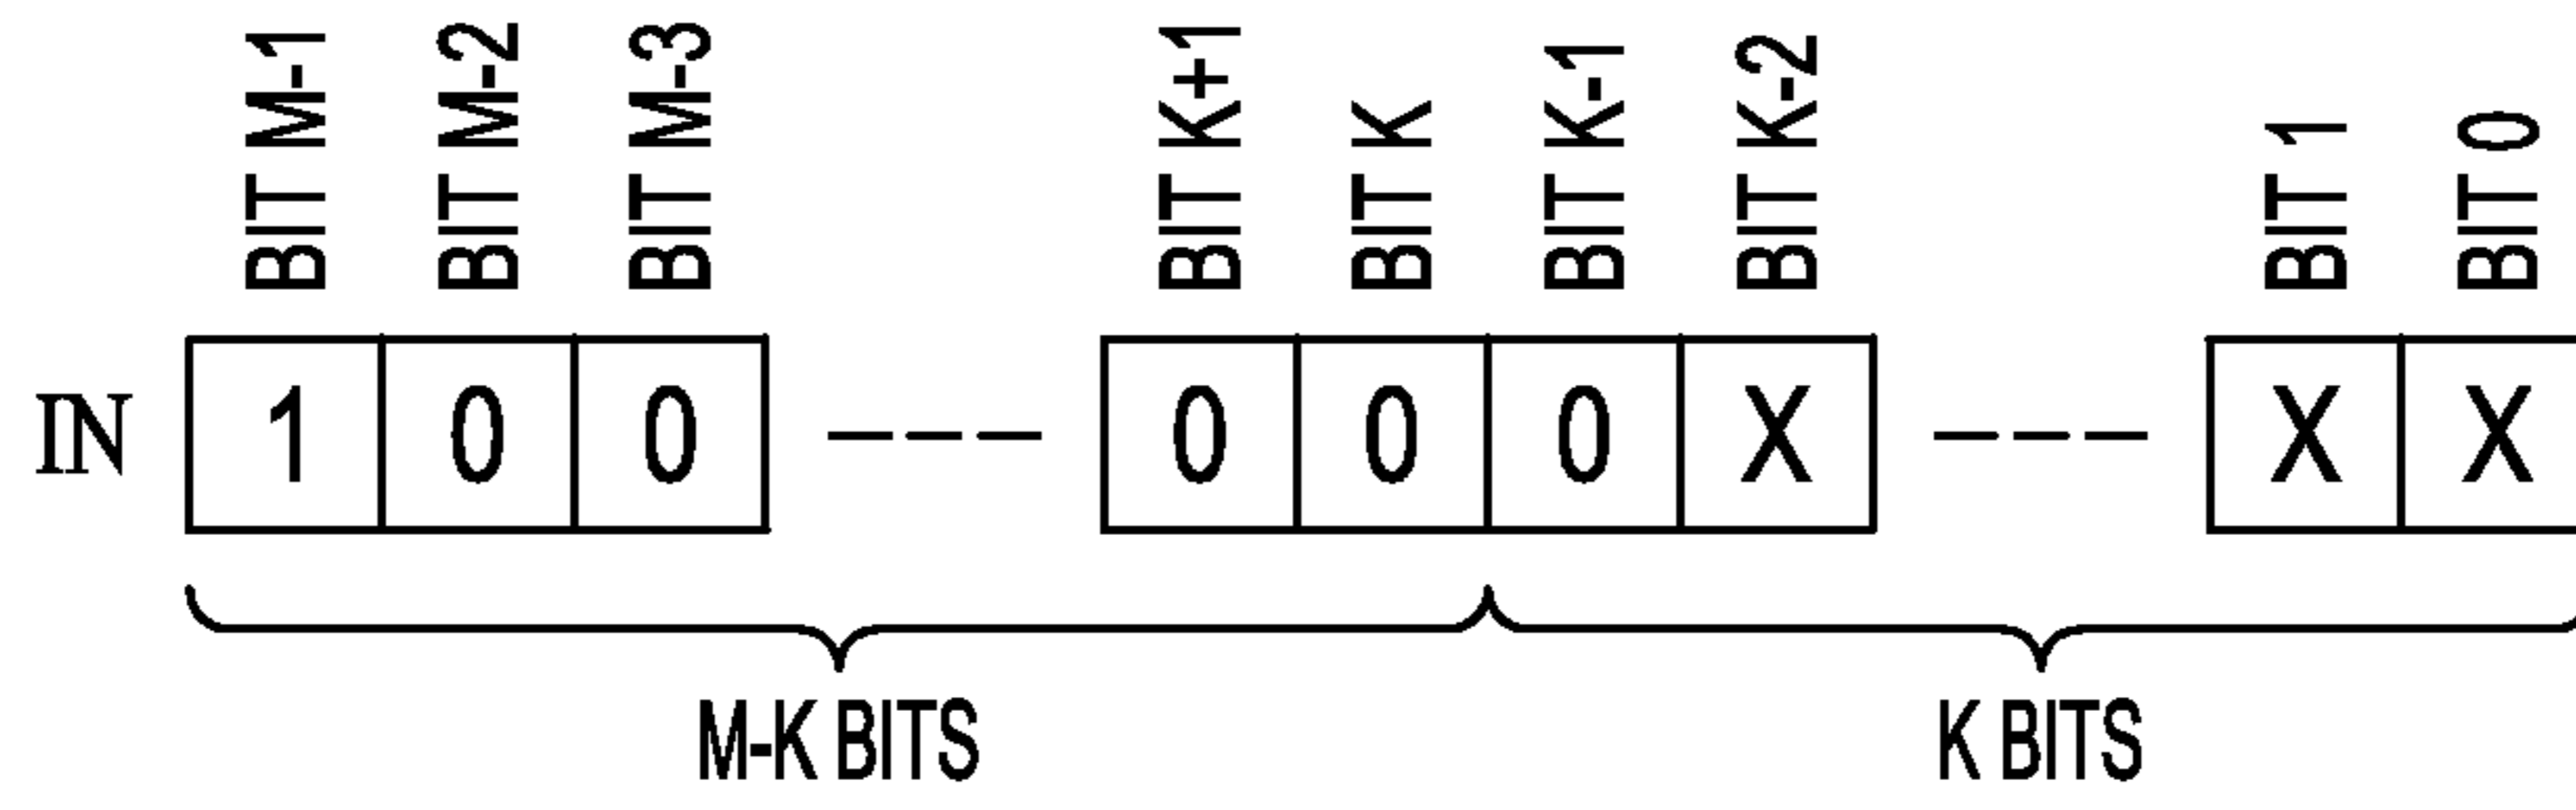 BIT M-1 BIT M-2 BIT M-3 BIT K+1 BIT K BIT K-1 BIT K-2 BIT 1 BIT 0
IN 1 0 0 --- 0 0 0 X --- X X
M-K BITS K BITS